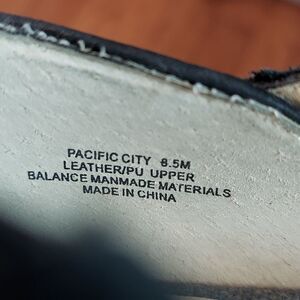 PACIFIC CITY 8.5M
LEATHER/PU UPPER
BALANCE MANMADE MATERIALS
MADE IN CHINA